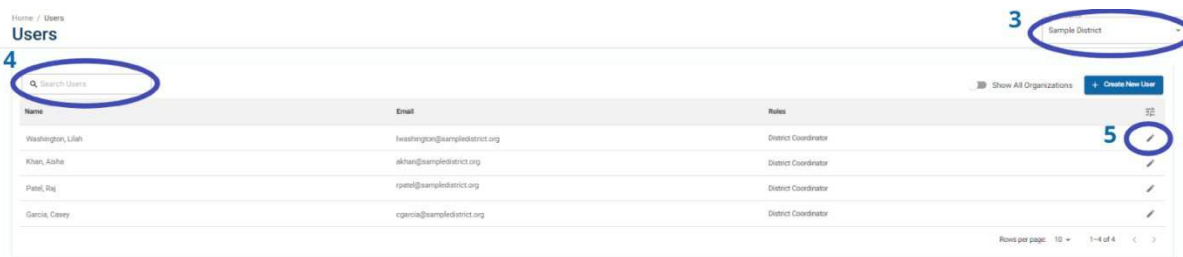 Home / Users
Users
3
Sample District
4
Search Users
Show All Organizations
+ Create New User
Name Email Roles
Washington, Lilah lwashington@sampledistrict.org District Coordinator
5
Khan, Aisha akhan@sampledistrict.org District Coordinator
Patel, Raj rpatel@sampledistrict.org District Coordinator
Garcia, Casey cgarcia@sampledistrict.org District Coordinator
Rows per page: 10 1–4 of 4